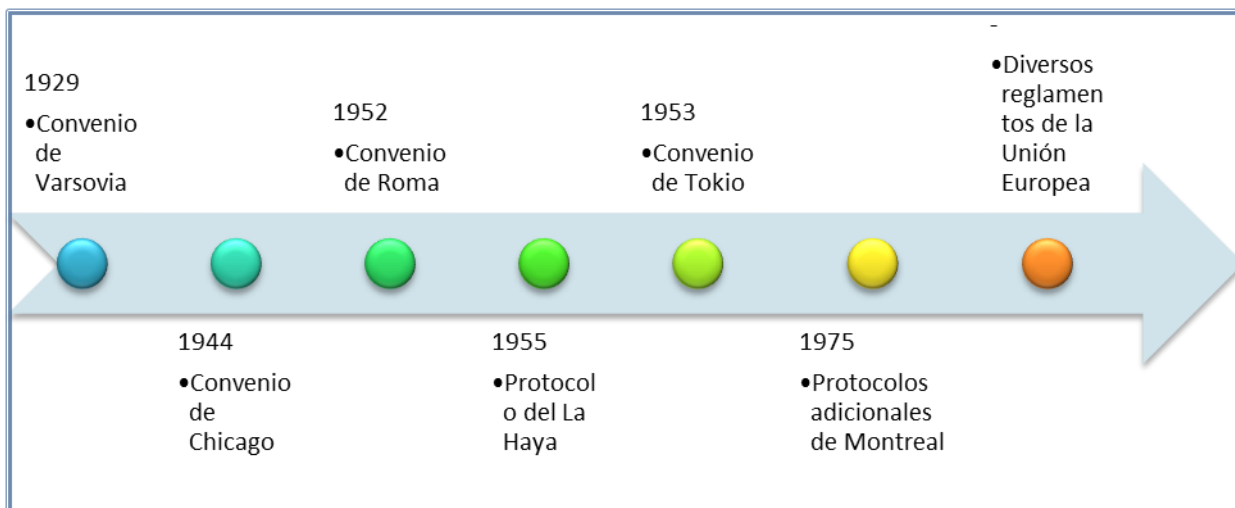 1929
•Convenio
de
Varsovia
1944
•Convenio
de
Chicago
1952
•Convenio
de Roma
1955
•Protocol
o del La
Haya
1953
•Convenio
de Tokio
1975
•Protocolos
adicionales
de Montreal
-
•Diversos
reglamen
tos de la
Unión
Europea